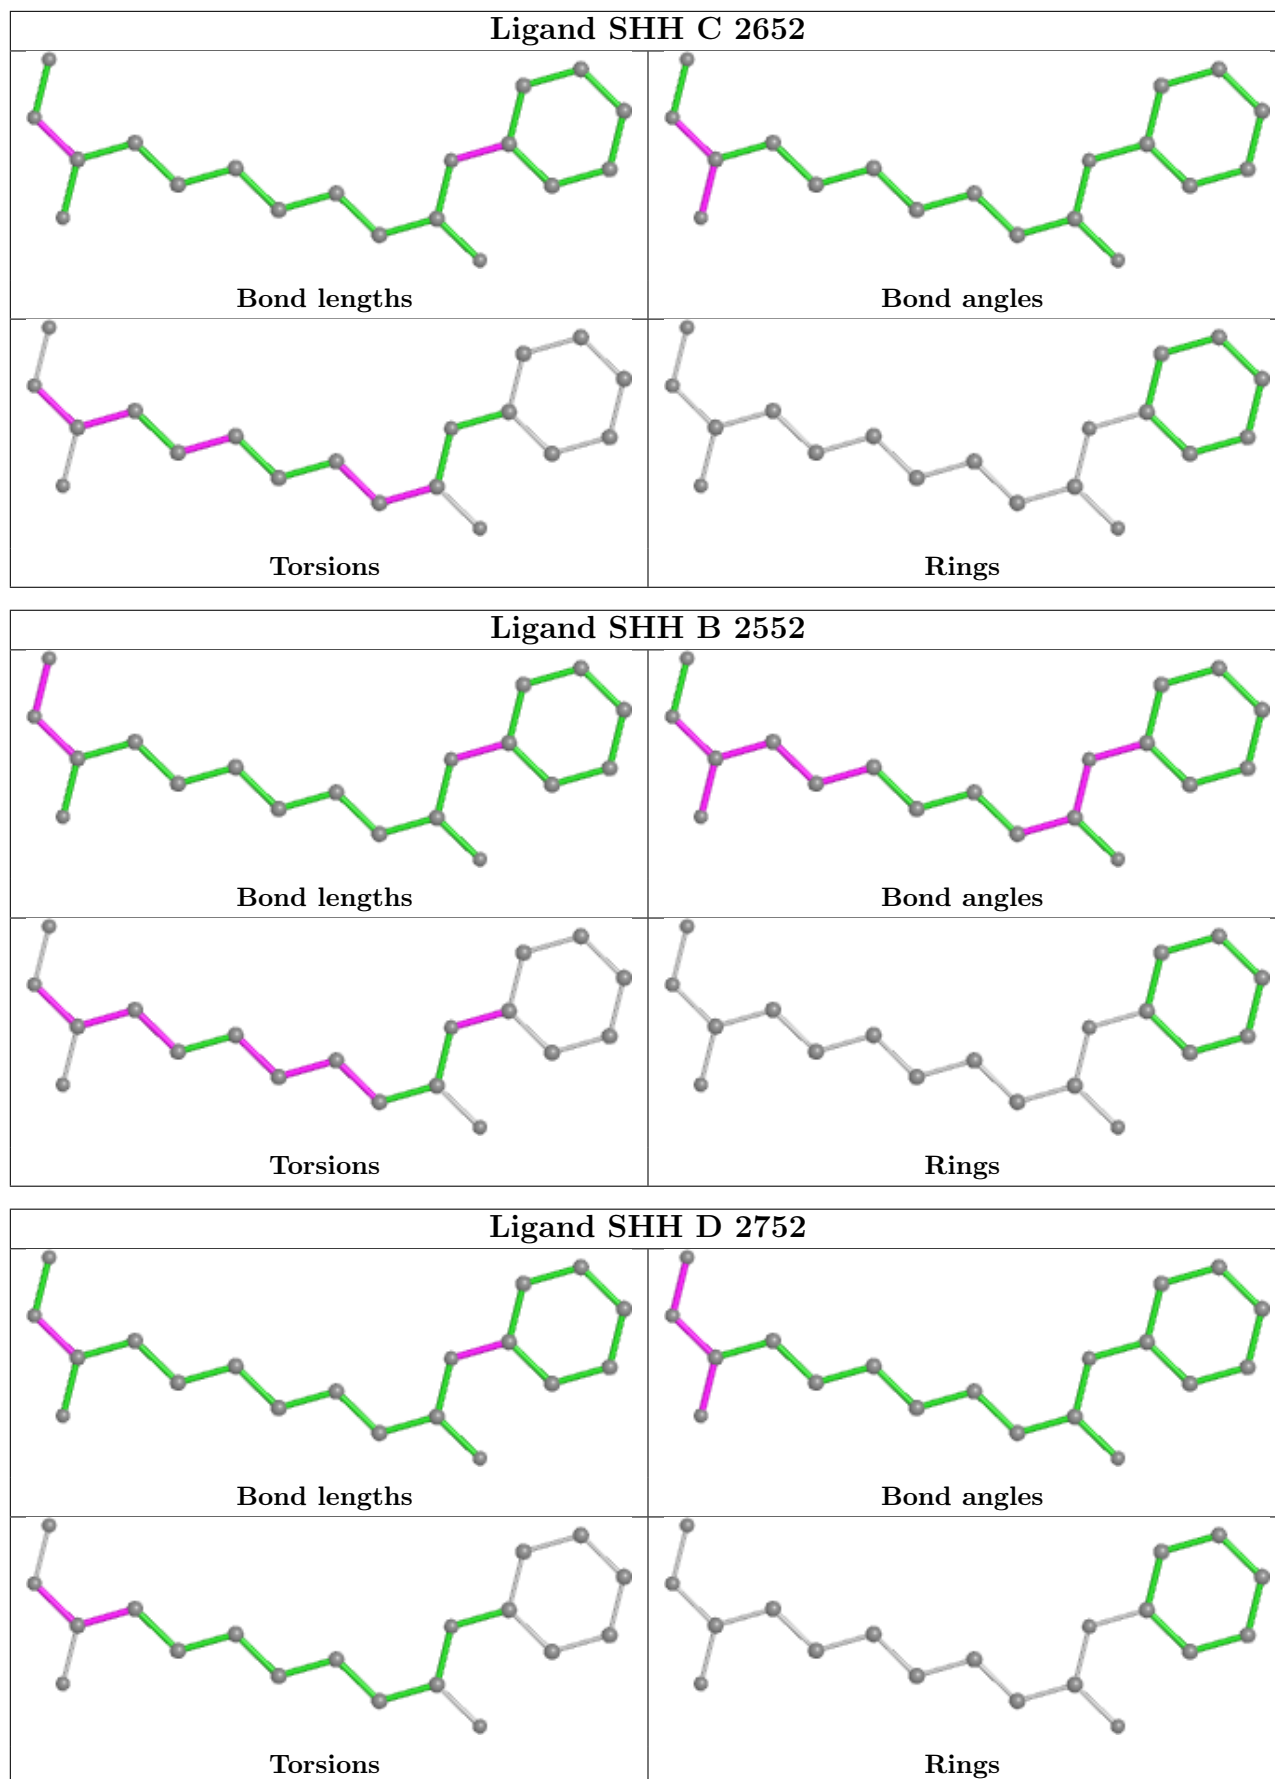 Ligand SHH C 2652
Bond lengths
Bond angles
Torsions
Rings
Ligand SHH B 2552
Bond lengths
Bond angles
Torsions
Rings
Ligand SHH D 2752
Bond lengths
Bond angles
Torsions
Rings